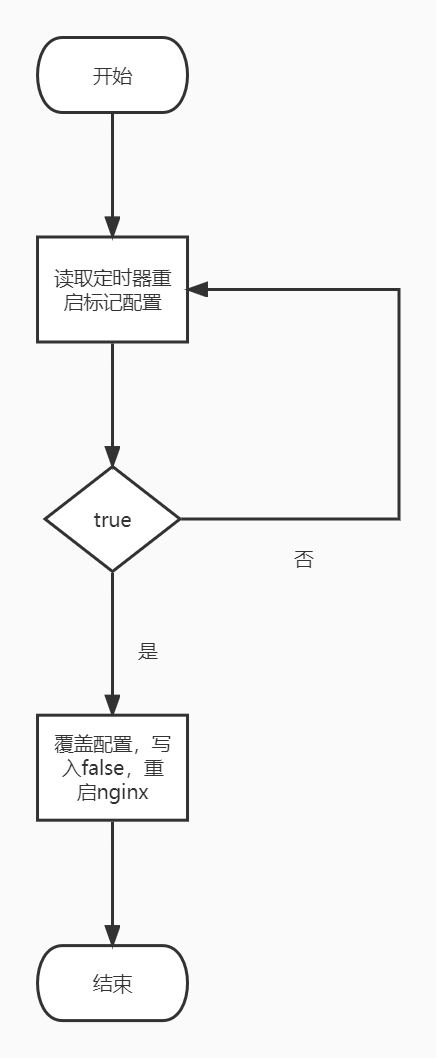 开始
读取定时器重
启标记配置
true
否
是
覆盖配置，写
入false，重
启nginx
结束